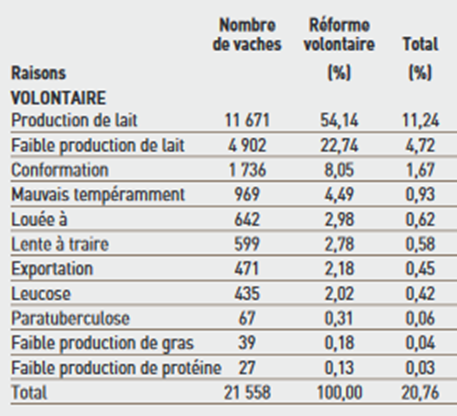 Nombre Réforme
de vaches volontaire Total
Raisons (%) (%)
VOLONTAIRE
Production de lait 11 671 54,14 11,24
Faible production de lait 4 902 22,74 4,72
Conformation 1 736 8,05 1,67
Mauvais tempéramment 969 4,49 0,93
Louée à 642 2,98 0,62
Lente à traire 599 2,78 0,58
Exportation 471 2,18 0,45
Leucose 435 2,02 0,42
Paratuberculose 67 0,31 0,06
Faible production de gras 39 0,18 0,04
Faible production de protéine 27 0,13 0,03
Total 21 558 100,00 20,76